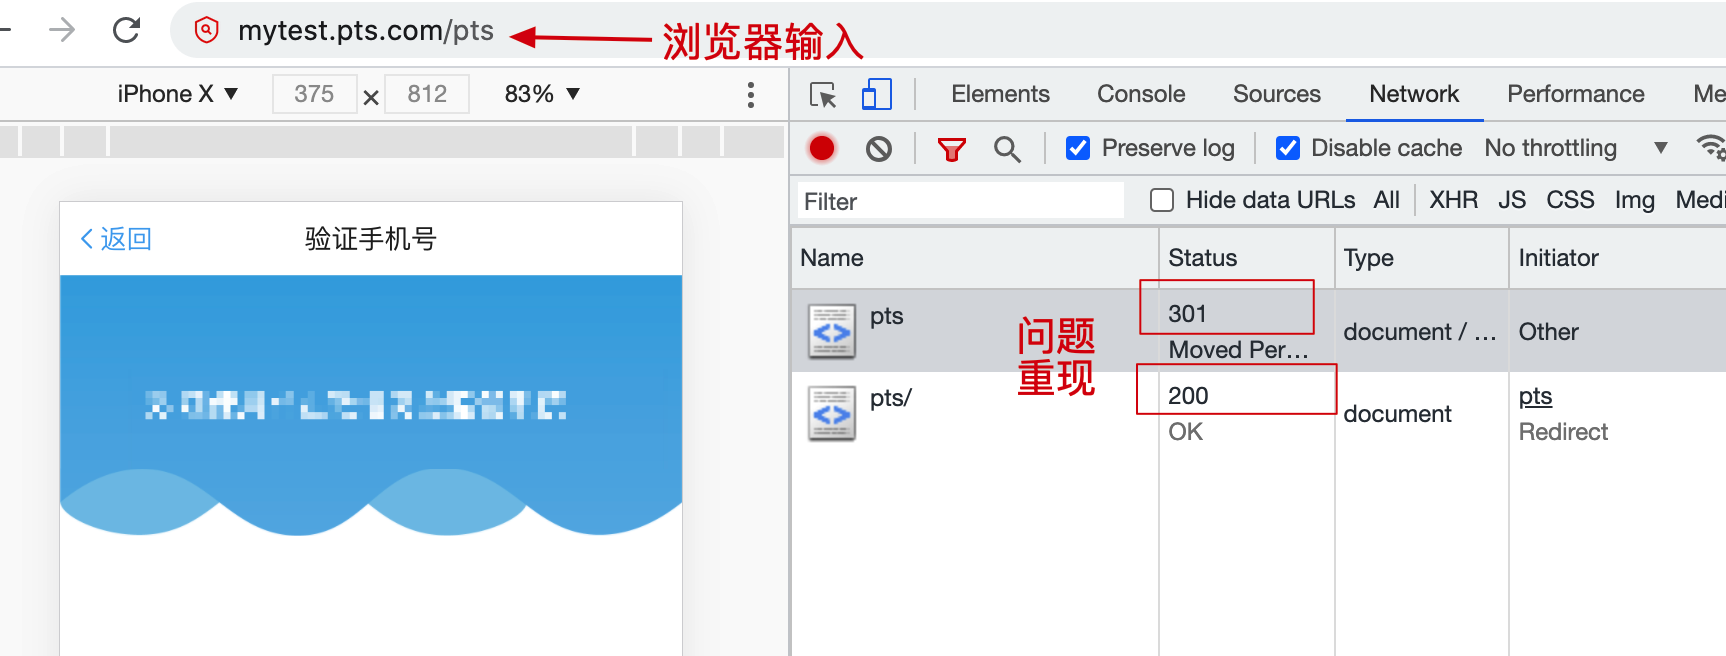 mytest.pts.com/pts
浏览器输入
iPhone X ▼ 375 × 812 83% ▼
Elements Console Sources Network Performance Me
Preserve log Disable cache No throttling ▼
Filter Hide data URLs All XHR JS CSS Img Medi
返回 验证手机号
Name Status Type Initiator
pts 301 Moved Per... document / ... Other
问题
重现
pts/ 200 OK document pts Redirect